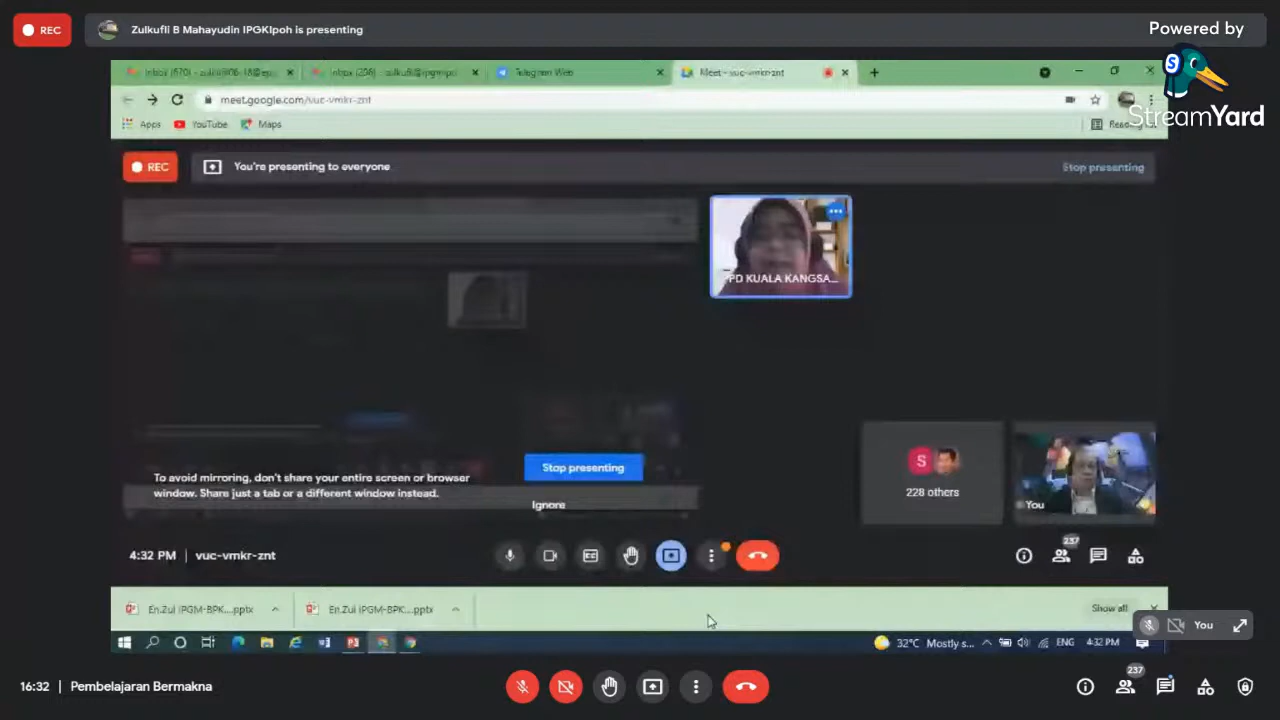 REC
Zulkufli B Mahayudin IPGKIpoh is presenting
Powered by
StreamYard
Telegram Web
Meet - vuc-vmkr-znt
meet.google.com/vuc-vmkr-znt
Apps
YouTube
Maps
REC
You're presenting to everyone
Stop presenting
PD KUALA KANGSA...
To avoid mirroring, don't share your entire screen or browser
window. Share just a tab or a different window instead.
Stop presenting
Ignore
S
228 others
You
4:32 PM | vuc-vmkr-znt
237
En.Zul IPGM-BPK....pptx
En.Zul IPGM-BPK....pptx
Show all
You
32°C Mostly s...
ENG
4:32 PM
16:32 | Pembelajaran Bermakna
237